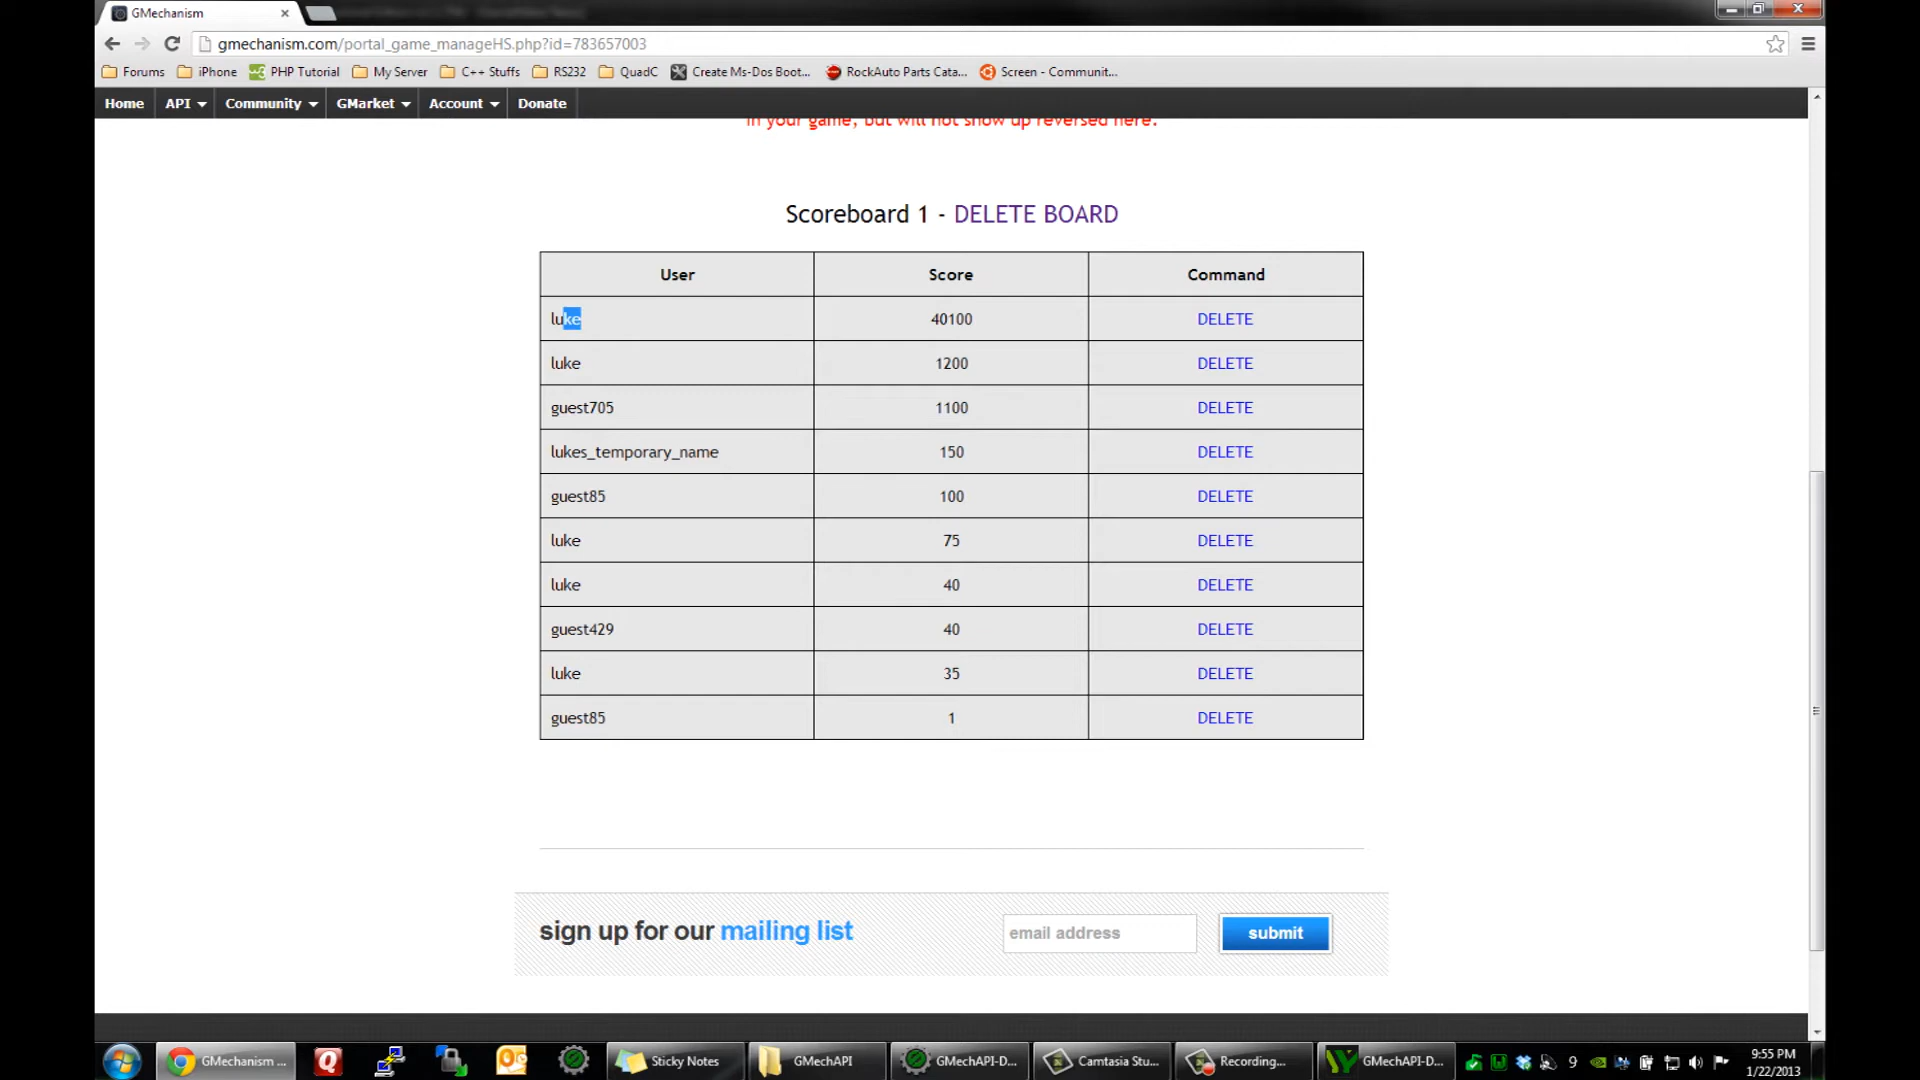 GMechanism
gmechanism.com/portal_game_manageHS.php?id=783657003
Forums iPhone PHP Tutorial My Server C++ Stuffs RS232 QuadC Create Ms-Dos Boot... RockAuto Parts Cata... Screen - Communit...
Home API Community GMarket Account Donate
in your game, but will not show up reversed here.
Scoreboard 1 - DELETE BOARD
User Score Command
luke 40100 DELETE
luke 1200 DELETE
guest705 1100 DELETE
lukes_temporary_name 150 DELETE
guest85 100 DELETE
luke 75 DELETE
luke 40 DELETE
guest429 40 DELETE
luke 35 DELETE
guest85 1 DELETE
sign up for our mailing list email address submit
GMechanism ... Sticky Notes GMechAPI GMechAPI-D... Camtasia Stu... Recording... GMechAPI-D... 9 9:55 PM
1/22/2013